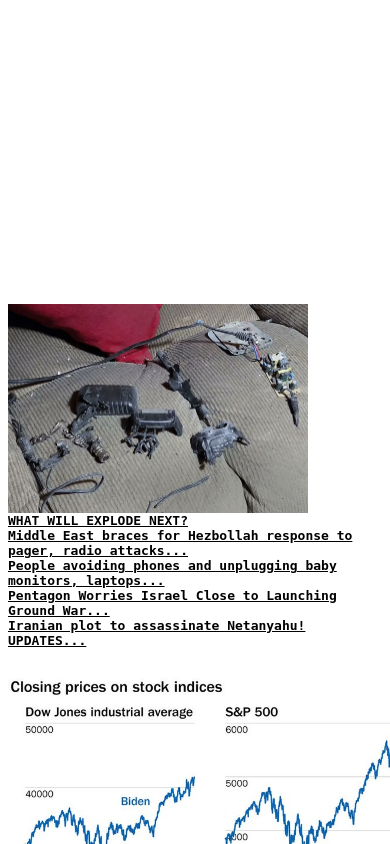 WHAT WILL EXPLODE NEXT?
Middle East braces for Hezbollah response to
pager, radio attacks...
People avoiding phones and unplugging baby
monitors, laptops...
Pentagon Worries Israel Close to Launching
Ground War...
Iranian plot to assassinate Netanyahu!
UPDATES...
Closing prices on stock indices
Dow Jones industrial average
S&P 500
50000
6000
5000
40000
Biden